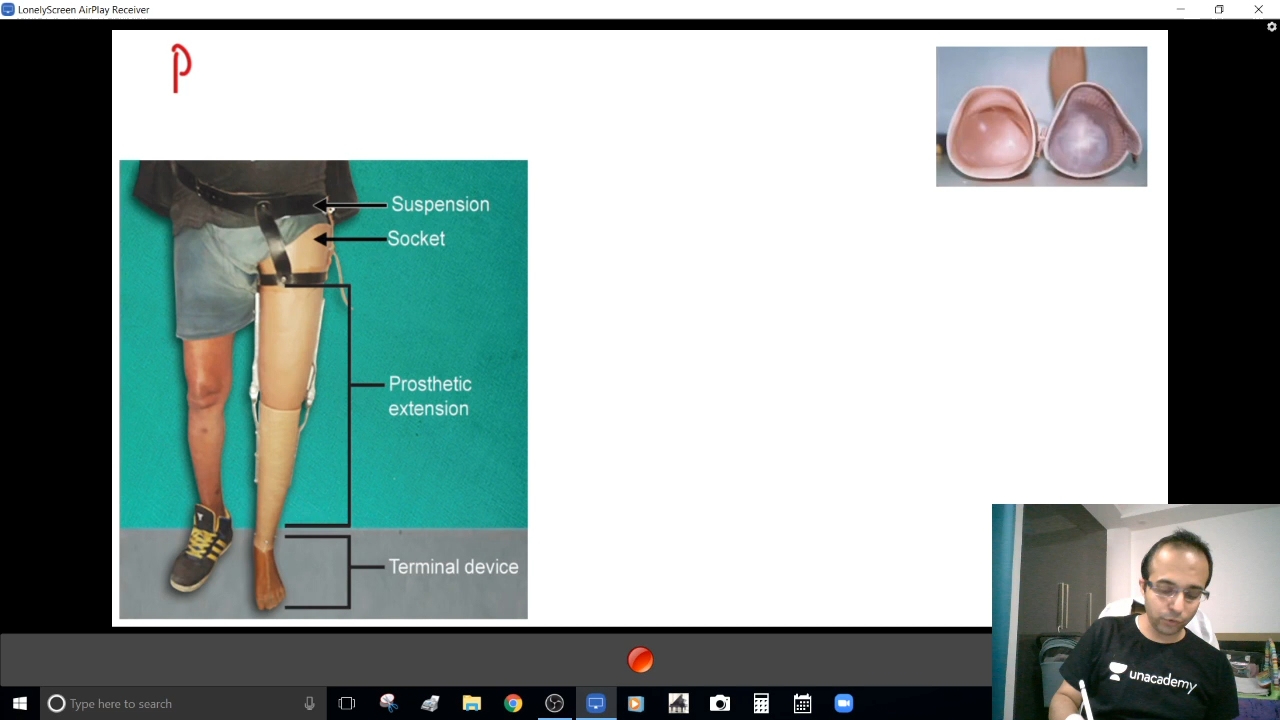 LonelyScreen AirPlay Receiver
P
Suspension
Socket
Prosthetic
extension
Terminal device
unacademy
Type here to search